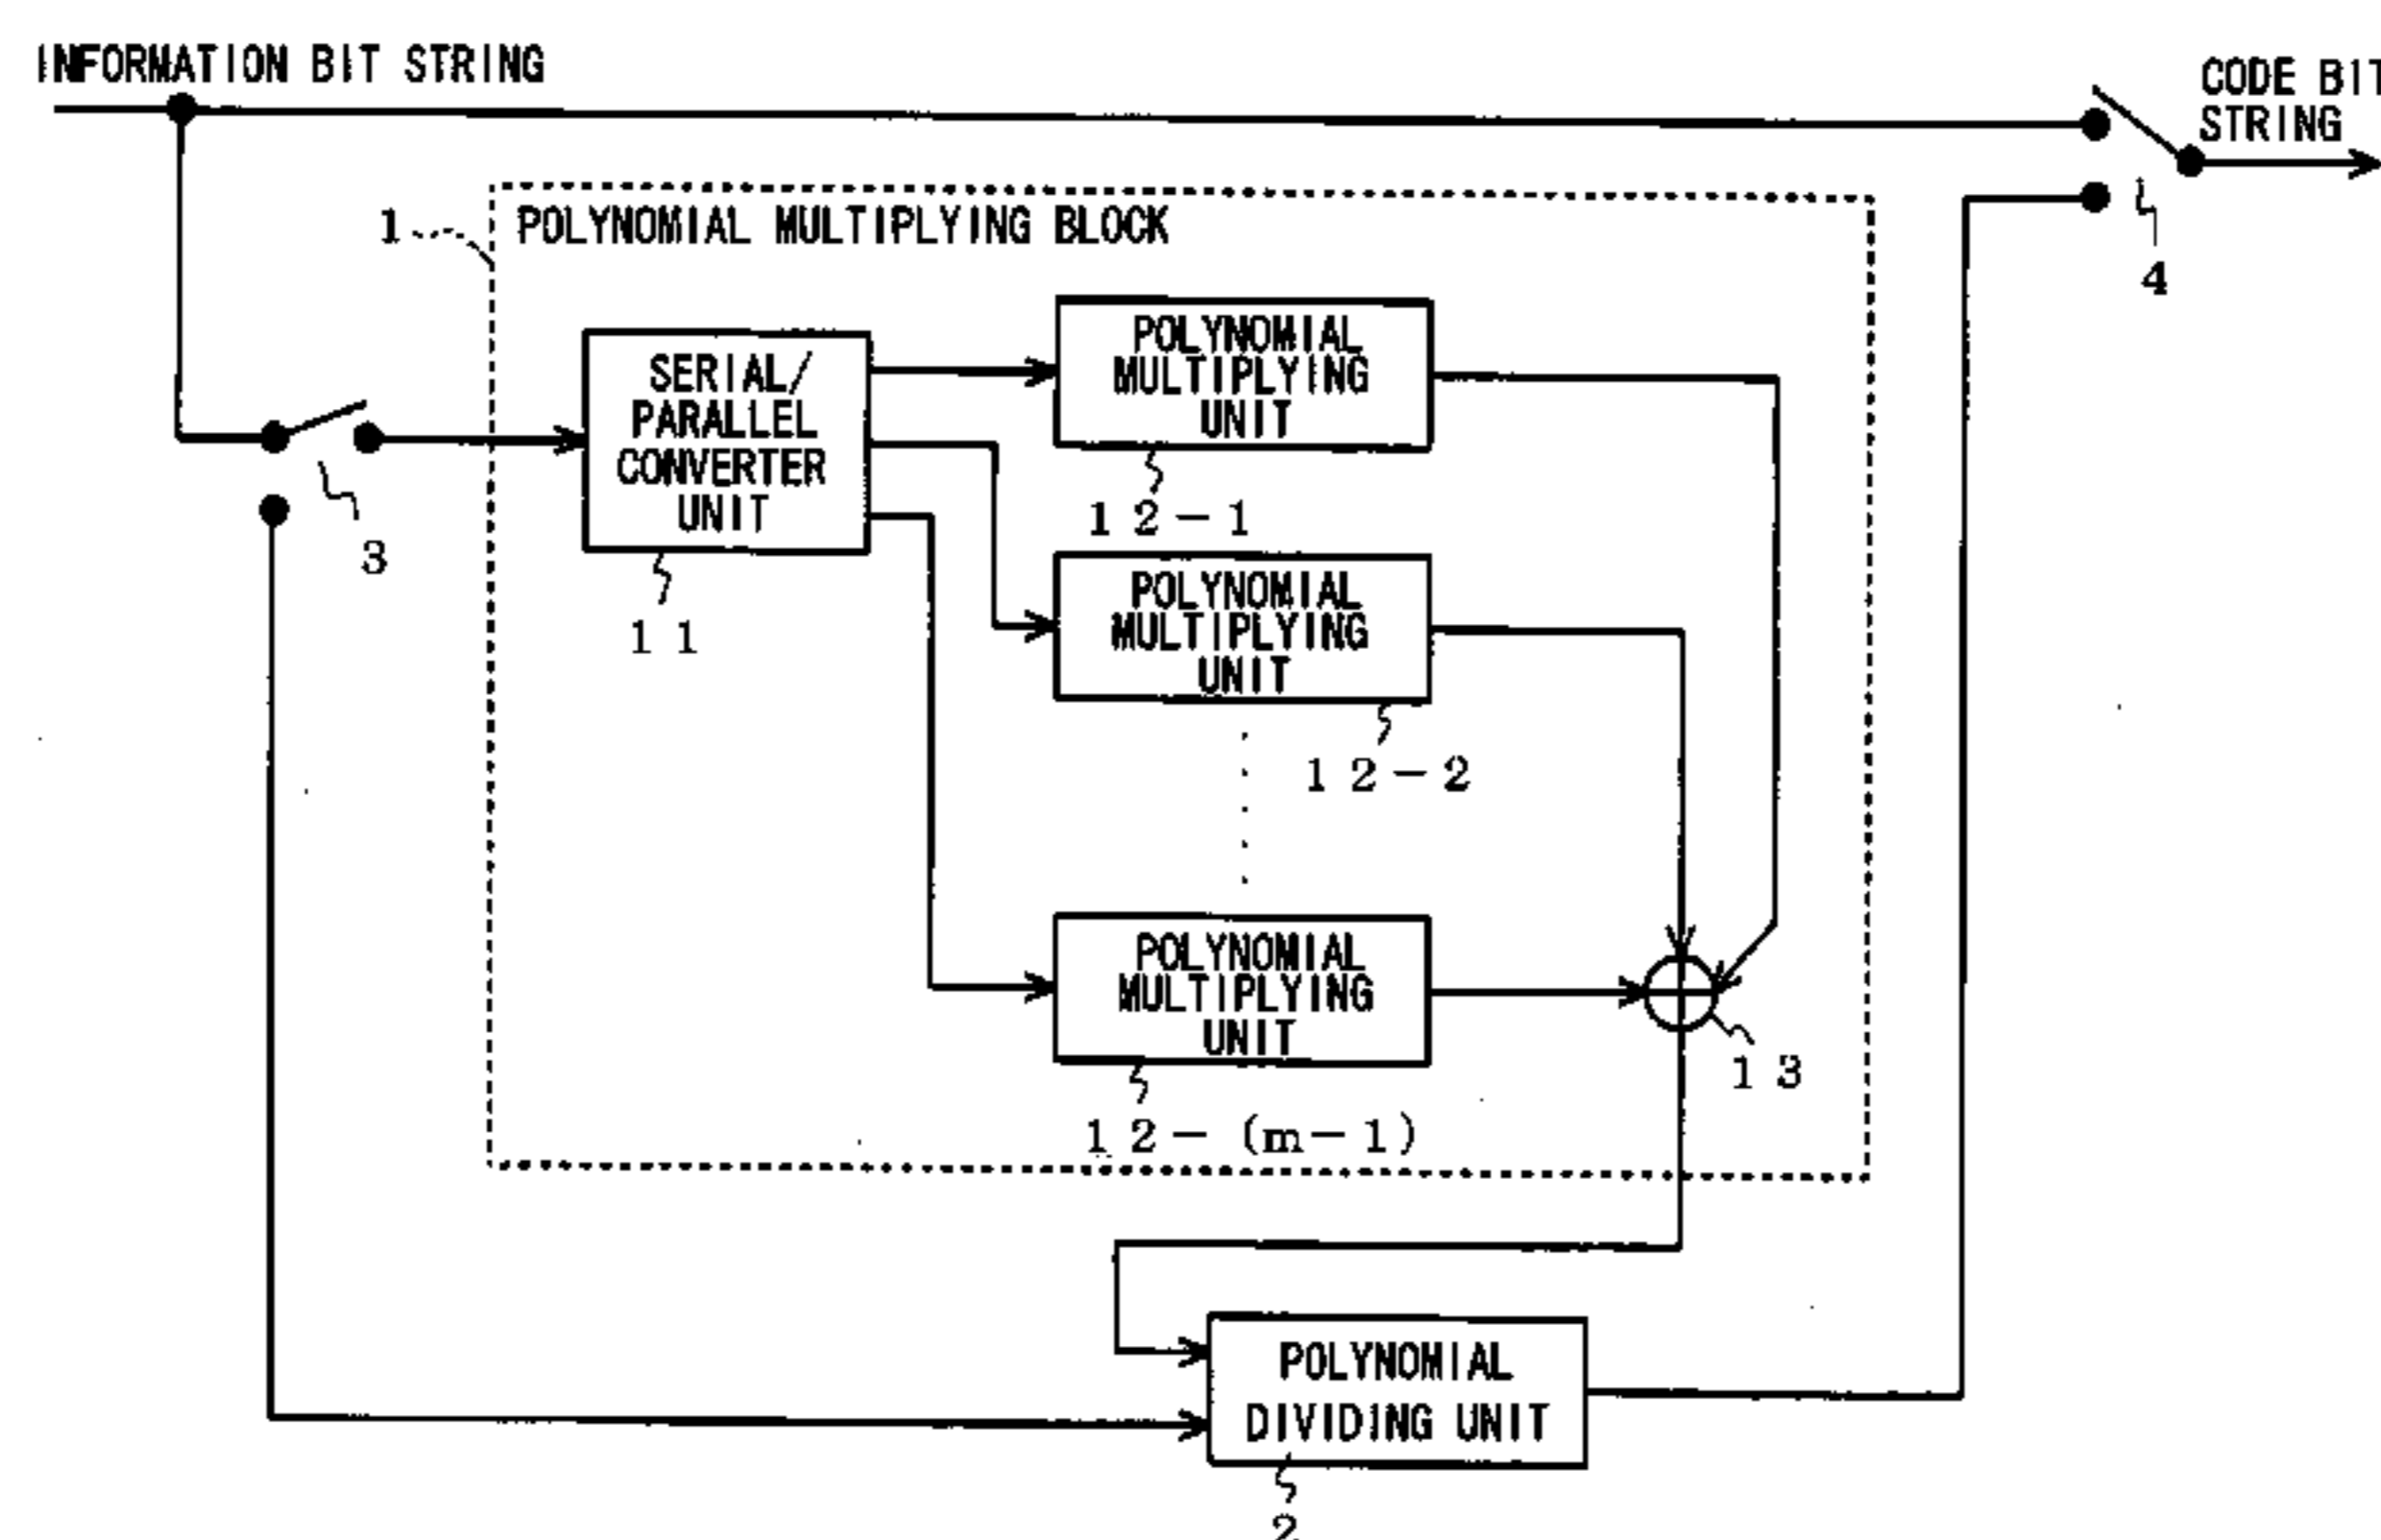 INFORMATION BIT STRING
CODE BIT
STRING
4
1
POLYNOMIAL MULTIPLYING BLOCK
SERIAL/
PARALLEL
CONVERTER
UNIT
11
3
POLYNOMIAL
MULTIPLYING
UNIT
12-1
POLYNOMIAL
MULTIPLYING
UNIT
12-2
POLYNOMIAL
MULTIPLYING
UNIT
12-(m-1)
13
POLYNOMIAL
DIVIDING UNIT
2